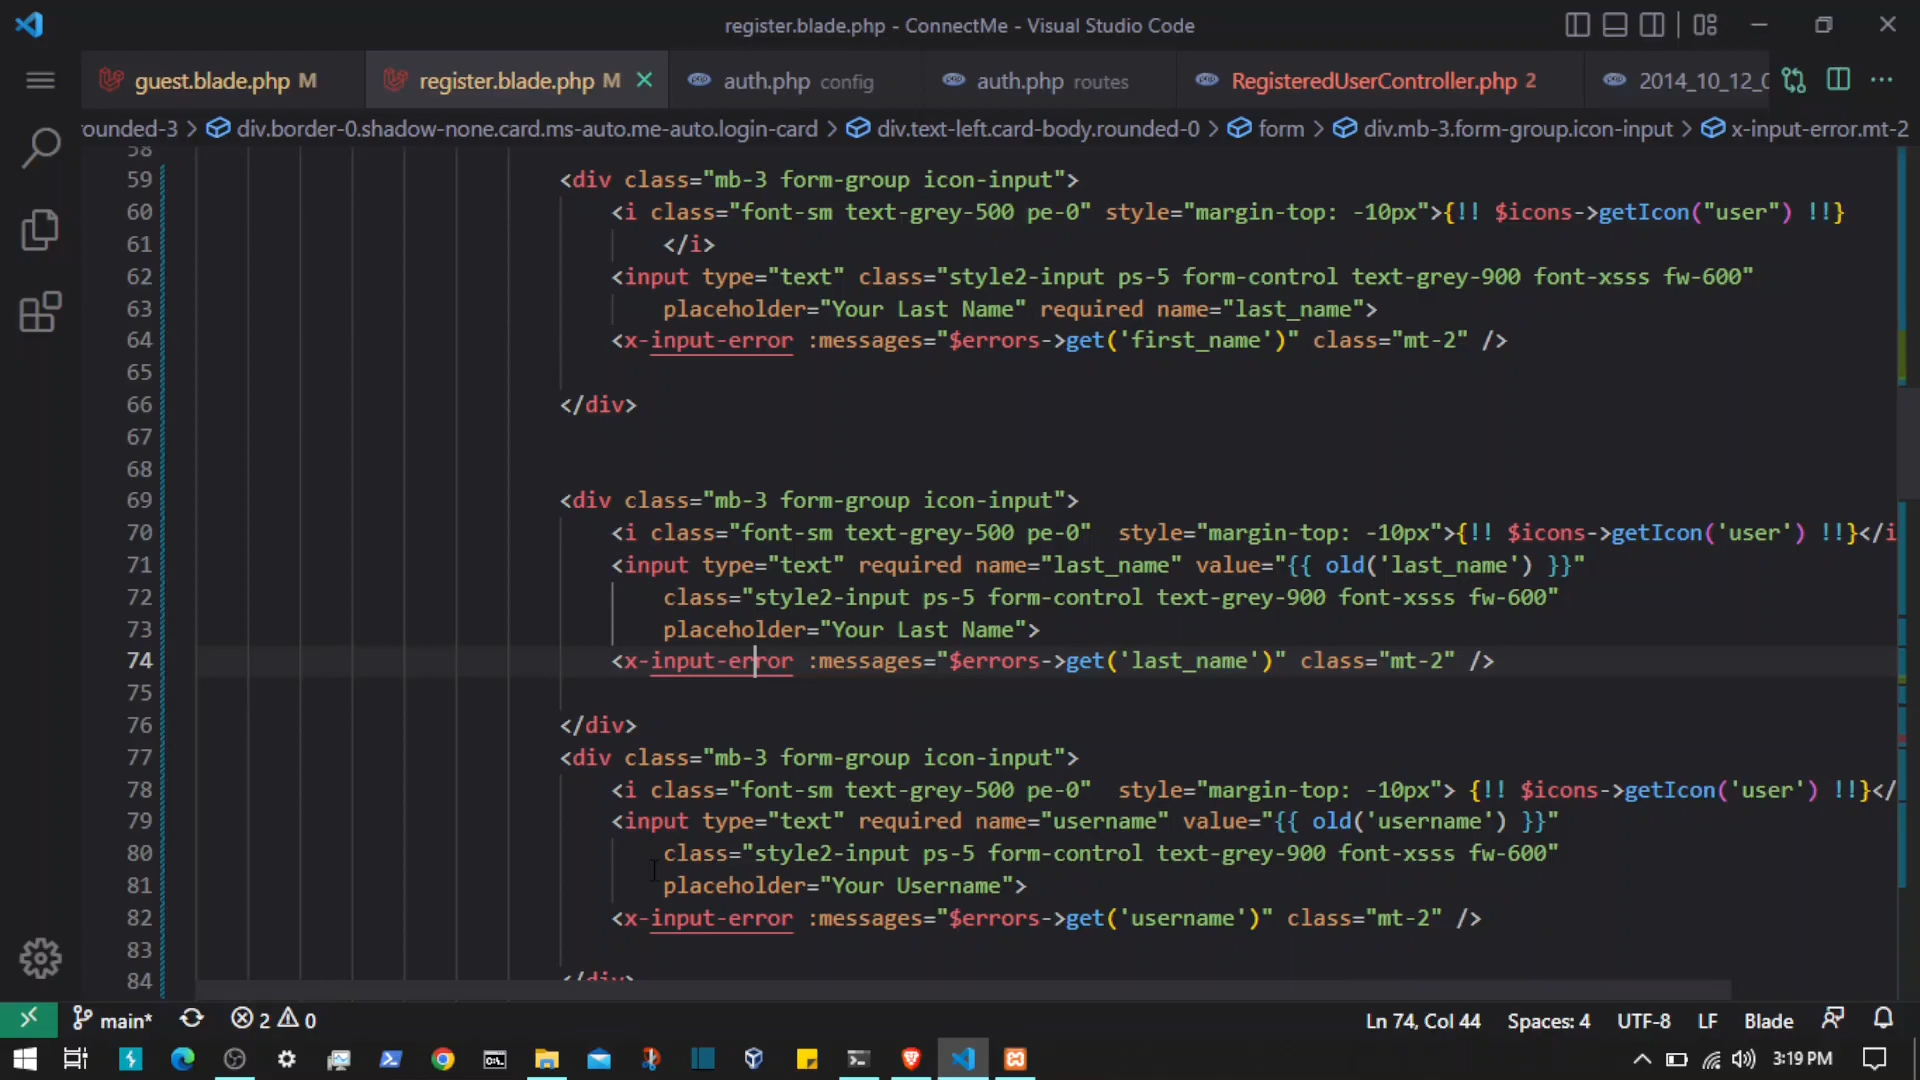 register.blade.php - ConnectMe - Visual Studio Code
guest.blade.php M register.blade.php M auth.php config auth.php routes RegisteredUserController.php 2 2014_10_12_0
rounded-3 > div.border-0.shadow-none.card.ms-auto.me-auto.login-card > div.text-left.card-body.rounded-0 > form > div.mb-3.form-group.icon-input > x-input-error.mt-2
58
59 <div class="mb-3 form-group icon-input">
60 <i class="font-sm text-grey-500 pe-0" style="margin-top: -10px">{!! $icons->getIcon("user") !!}
61 </i>
62 <input type="text" class="style2-input ps-5 form-control text-grey-900 font-xsss fw-600"
63 placeholder="Your Last Name" required name="last_name">
64 <x-input-error :messages="$errors->get('first_name')" class="mt-2" />
65
66 </div>
67
68
69 <div class="mb-3 form-group icon-input">
70 <i class="font-sm text-grey-500 pe-0"  style="margin-top: -10px">{!! $icons->getIcon('user') !!}</i
71 <input type="text" required name="last_name" value="{{ old('last_name') }}"
72 class="style2-input ps-5 form-control text-grey-900 font-xsss fw-600"
73 placeholder="Your Last Name">
74 <x-input-error :messages="$errors->get('last_name')" class="mt-2" />
75
76 </div>
77 <div class="mb-3 form-group icon-input">
78 <i class="font-sm text-grey-500 pe-0"  style="margin-top: -10px"> {!! $icons->getIcon('user') !!}</
79 <input type="text" required name="username" value="{{ old('username') }}"
80 class="style2-input ps-5 form-control text-grey-900 font-xsss fw-600"
81 placeholder="Your Username">
82 <x-input-error :messages="$errors->get('username')" class="mt-2" />
83
84 </div>
main* 2 0 Ln 74, Col 44 Spaces: 4 UTF-8 LF Blade
3:19 PM